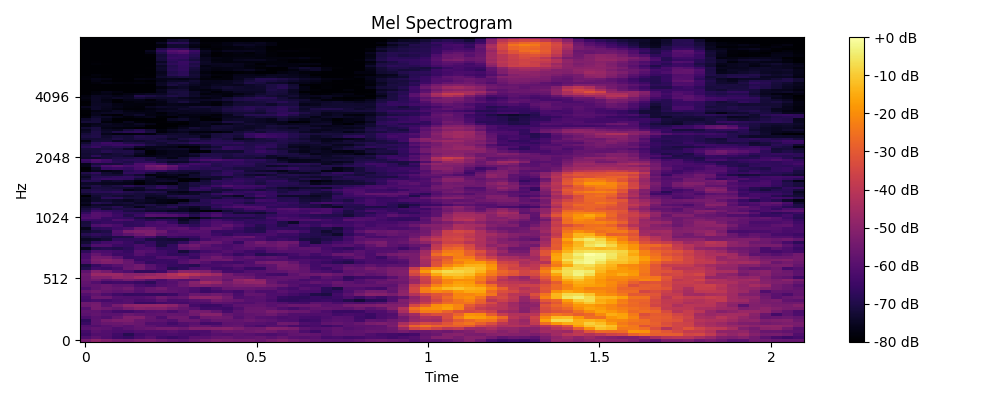 Mel Spectrogram
+0 dB
-10 dB
-20 dB
-30 dB
-40 dB
-50 dB
-60 dB
-70 dB
-80 dB
Hz
4096
2048
1024
512
0
0 0.5 1 1.5 2
Time